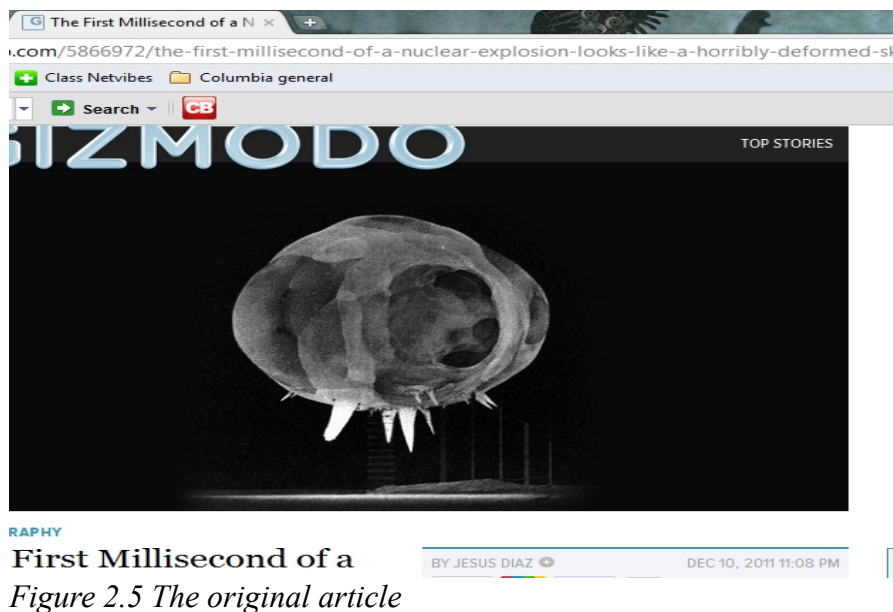 The First Millisecond of a N
.com/5866972/the-first-millisecond-of-a-nuclear-explosion-looks-like-a-horribly-deformed-sk
Class Netvibes Columbia general
Search CB
GIZMODO
TOP STORIES
RAPHY
First Millisecond of a
BY JESUS DIAZ DEC 10, 2011 11:08 PM
Figure 2.5 The original article